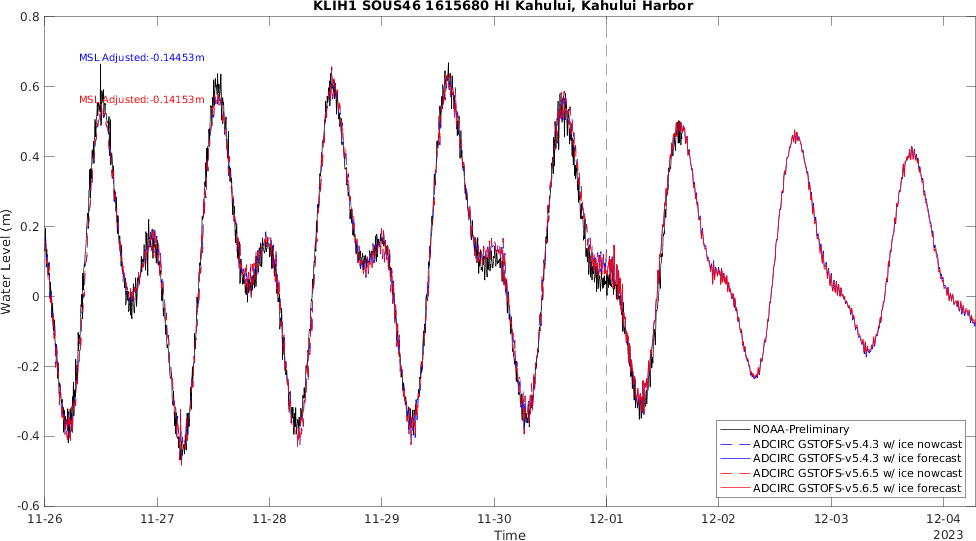 KLIH1 SOUS46 1615680 HI Kahului, Kahului Harbor
0.8
0.6
0.4
0.2
0
-0.2
-0.4
-0.6
Water Level (m)
MSL Adjusted:-0.14453m
MSL Adjusted:-0.14153m
NOAA-Preliminary
ADCIRC GSTOFS-v5.4.3 w/ ice nowcast
ADCIRC GSTOFS-v5.4.3 w/ ice forecast
ADCIRC GSTOFS-v5.6.5 w/ ice nowcast
ADCIRC GSTOFS-v5.6.5 w/ ice forecast
11-26 11-27 11-28 11-29 11-30 12-01 12-02 12-03 12-04
Time
2023